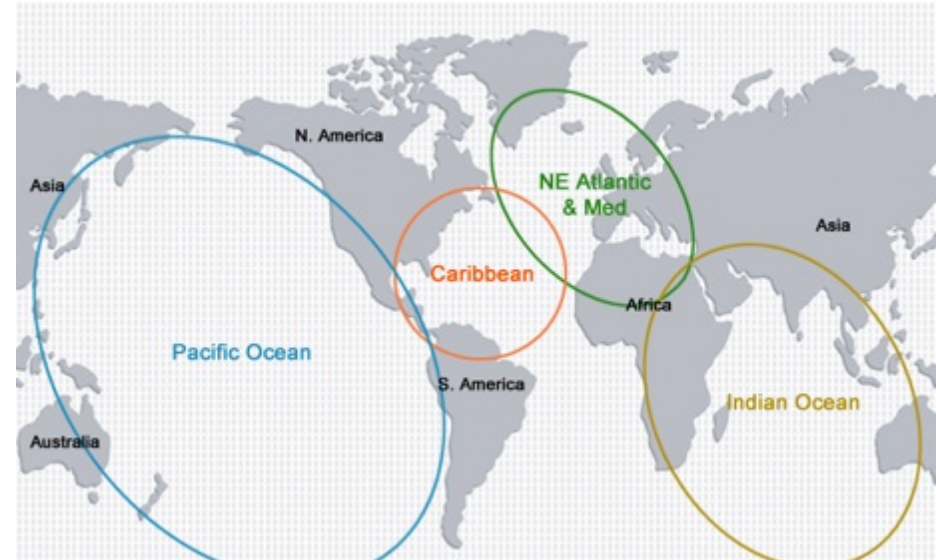 N. America
Asia
NE Atlantic
& Med
Asia
Caribbean
Africa
Pacific Ocean
S. America
Indian Ocean
Australia